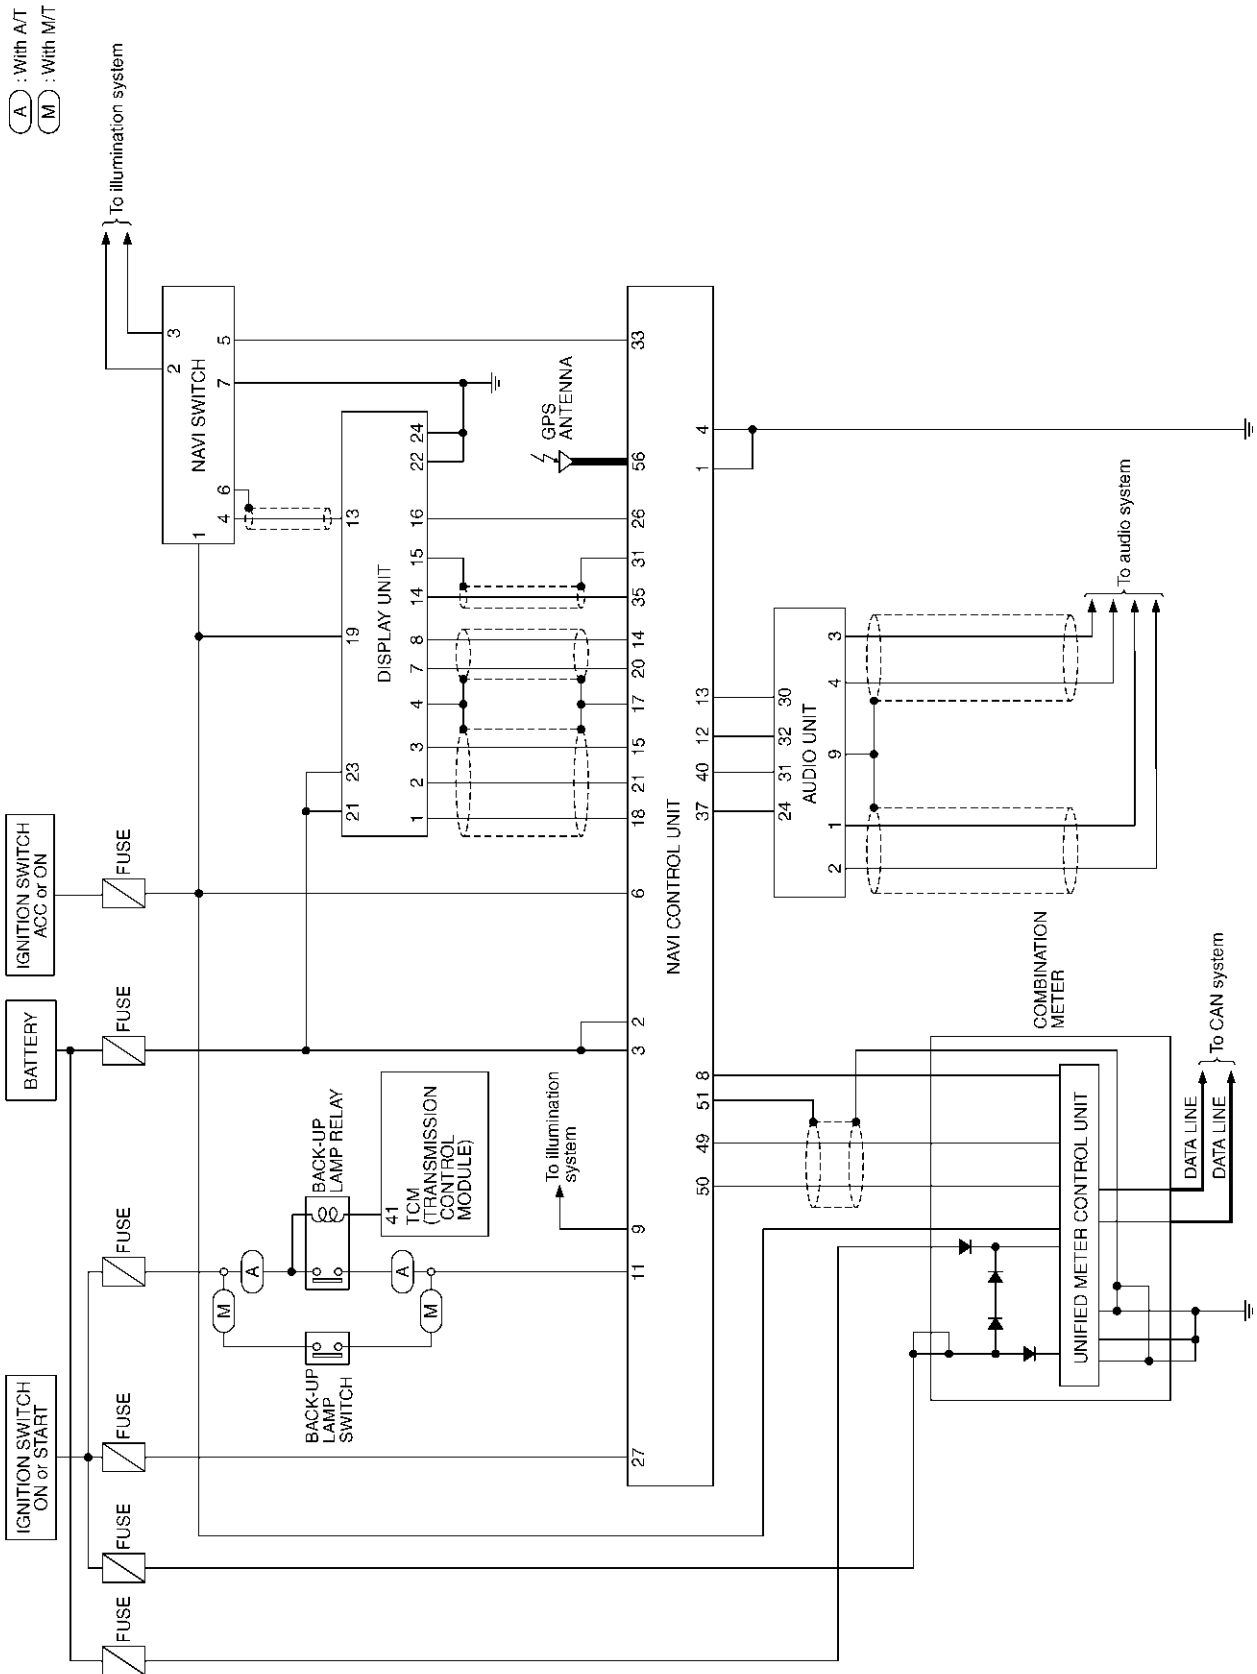 A : With A/T
M : With M/T
IGNITION SWITCH
ON or START
BATTERY
IGNITION SWITCH
ACC or ON
To illumination system
FUSE
FUSE
FUSE
FUSE
FUSE
FUSE
2
3
NAVI SWITCH
1
4
6
7
5
M
A
BACK-UP
LAMP RELAY
41
TCM
(TRANSMISSION
CONTROL
MODULE)
A
M
BACK-UP
LAMP
SWITCH
21
23
19
13
DISPLAY UNIT
1
2
3
4
7
8
14
15
16
22
24
To illumination
system
GPS
ANTENNA
27
11
9
3
2
6
18
21
15
17
20
14
35
31
26
56
33
NAVI CONTROL UNIT
50
49
51
8
37
40
12
13
1
4
24
31
32
30
AUDIO UNIT
2
1
9
4
3
To audio system
COMBINATION
METER
UNIFIED METER CONTROL UNIT
DATA LINE
DATA LINE
To CAN system